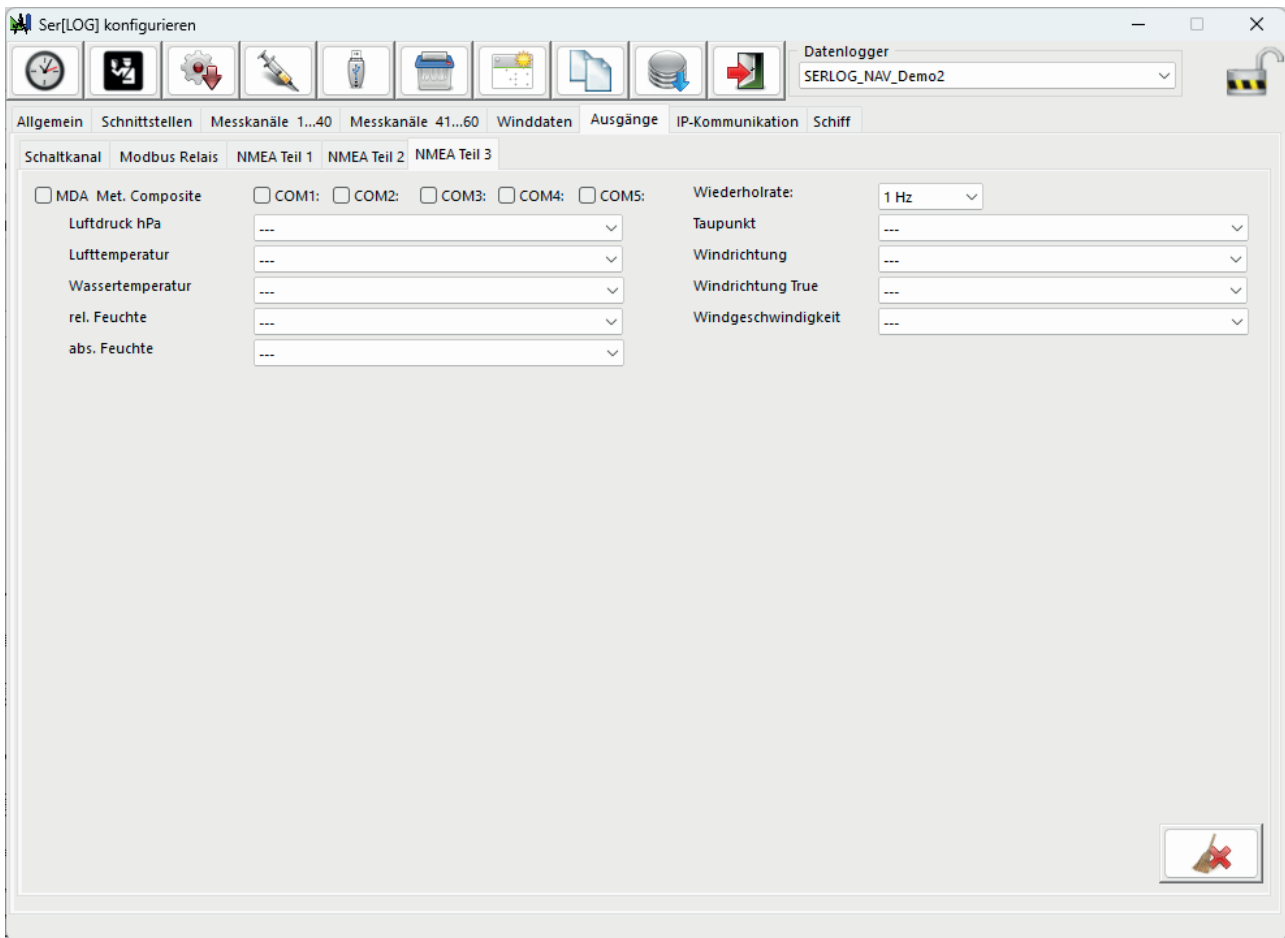 Ser[LOG] konfigurieren
Datenlogger
SERLOG_NAV_Demo2
Allgemein Schnittstellen Messkanäle 1...40 Messkanäle 41...60 Winddaten Ausgänge IP-Kommunikation Schiff
Schaltkanal Modbus Relais NMEA Teil 1 NMEA Teil 2 NMEA Teil 3
MDA Met. Composite COM1: COM2: COM3: COM4: COM5: Wiederholrate: 1 Hz
Luftdruck hPa --- Taupunkt ---
Lufttemperatur --- Windrichtung ---
Wassertemperatur --- Windrichtung True ---
rel. Feuchte --- Windgeschwindigkeit ---
abs. Feuchte ---